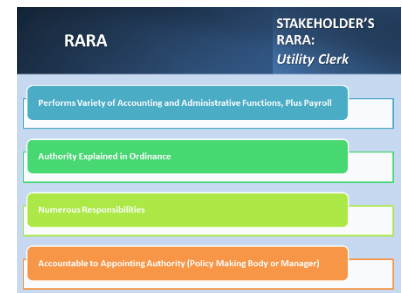 RARA
STAKEHOLDER'S
RARA:
Utility Clerk
Performs Variety of Accounting and Administrative Functions, Plus Payroll
Authority Explained in Ordinance
Numerous Responsibilities
Accountable to Appointing Authority (Policy Making Body or Manager)